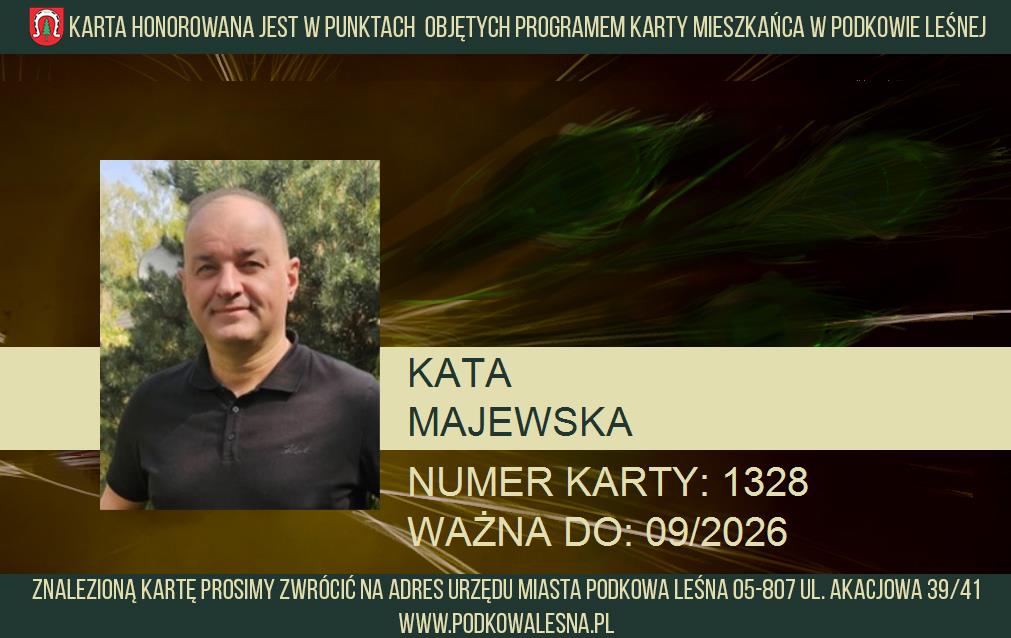 KARTA HONOROWANA JEST W PUNKTACH OBJĘTYCH PROGRAMEM KARTY MIESZKAŃCA W PODKOWIE LEŚNEJ
KATA
MAJEWSKA
NUMER KARTY: 1328
WAŻNA DO: 09/2026
ZNALEZIONĄ KARTĘ PROSIMY ZWRÓCIĆ NA ADRES URZĘDU MIASTA PODKOWA LEŚNA 05-807 UL. AKACJOWA 39/41
WWW.PODKOWALESNA.PL